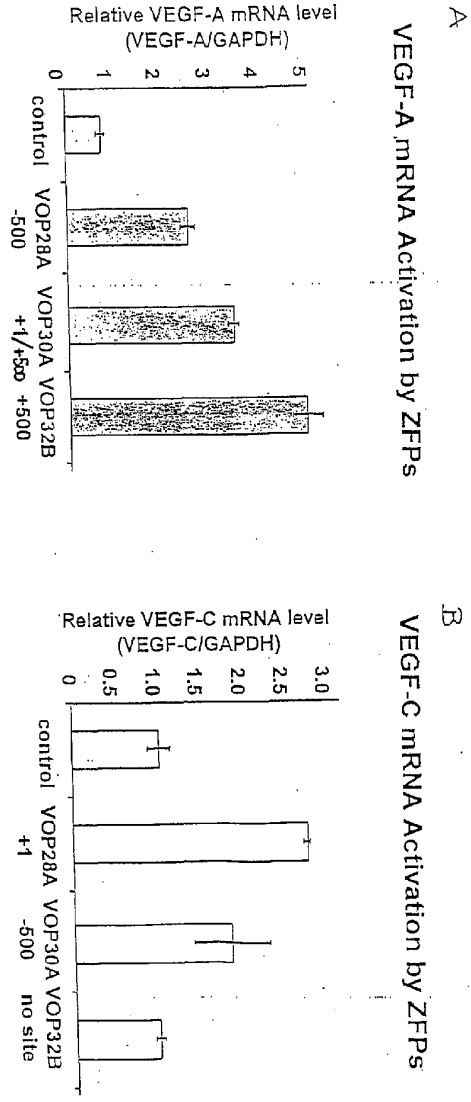 A
VEGF-A mRNA Activation by ZFPs
Relative VEGF-A mRNA level
(VEGF-A/GAPDH)
5
4
3
2
1
0
control VOP28A VOP30A VOP32B
-500 +1/+500 +500
B
VEGF-C mRNA Activation by ZFPs
Relative VEGF-C mRNA level
(VEGF-C/GAPDH)
3.0
2.5
2.0
1.5
1.0
0.5
0
control VOP28A VOP30A VOP32B
+1 -500 no site